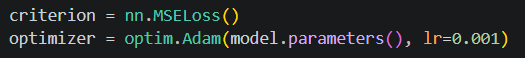 criterion = nn.MSELoss()
optimizer = optim.Adam(model.parameters(), lr=0.001)